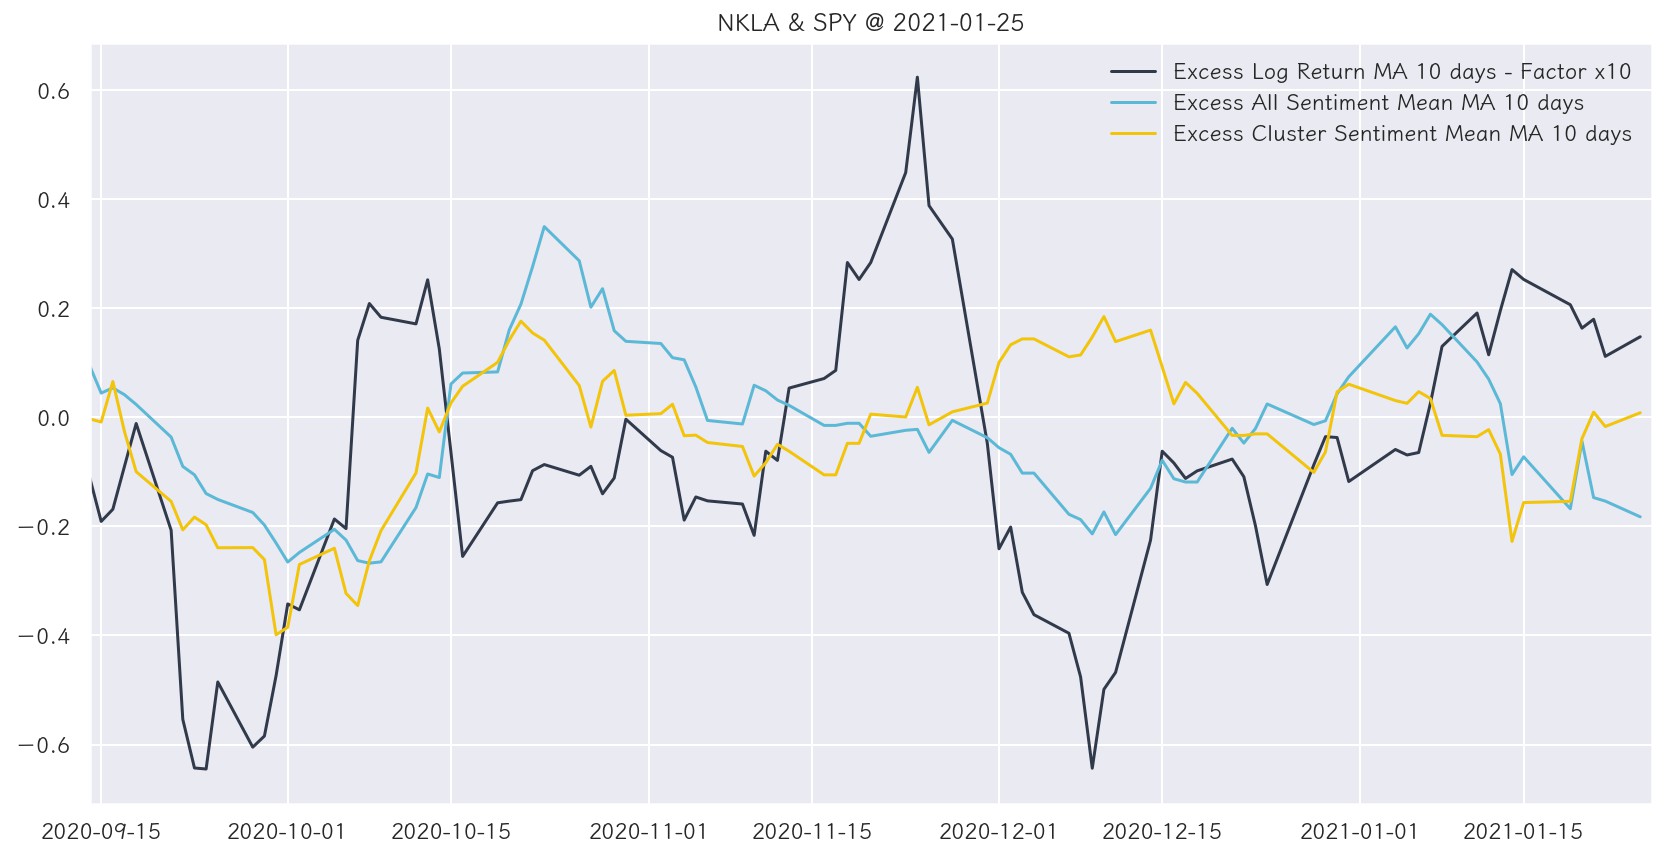 NKLA & SPY @ 2021-01-25
Excess Log Return MA 10 days - Factor x10
Excess All Sentiment Mean MA 10 days
Excess Cluster Sentiment Mean MA 10 days
0.6
0.4
0.2
0.0
−0.2
−0.4
−0.6
2020-09-15 2020-10-01 2020-10-15 2020-11-01 2020-11-15 2020-12-01 2020-12-15 2021-01-01 2021-01-15